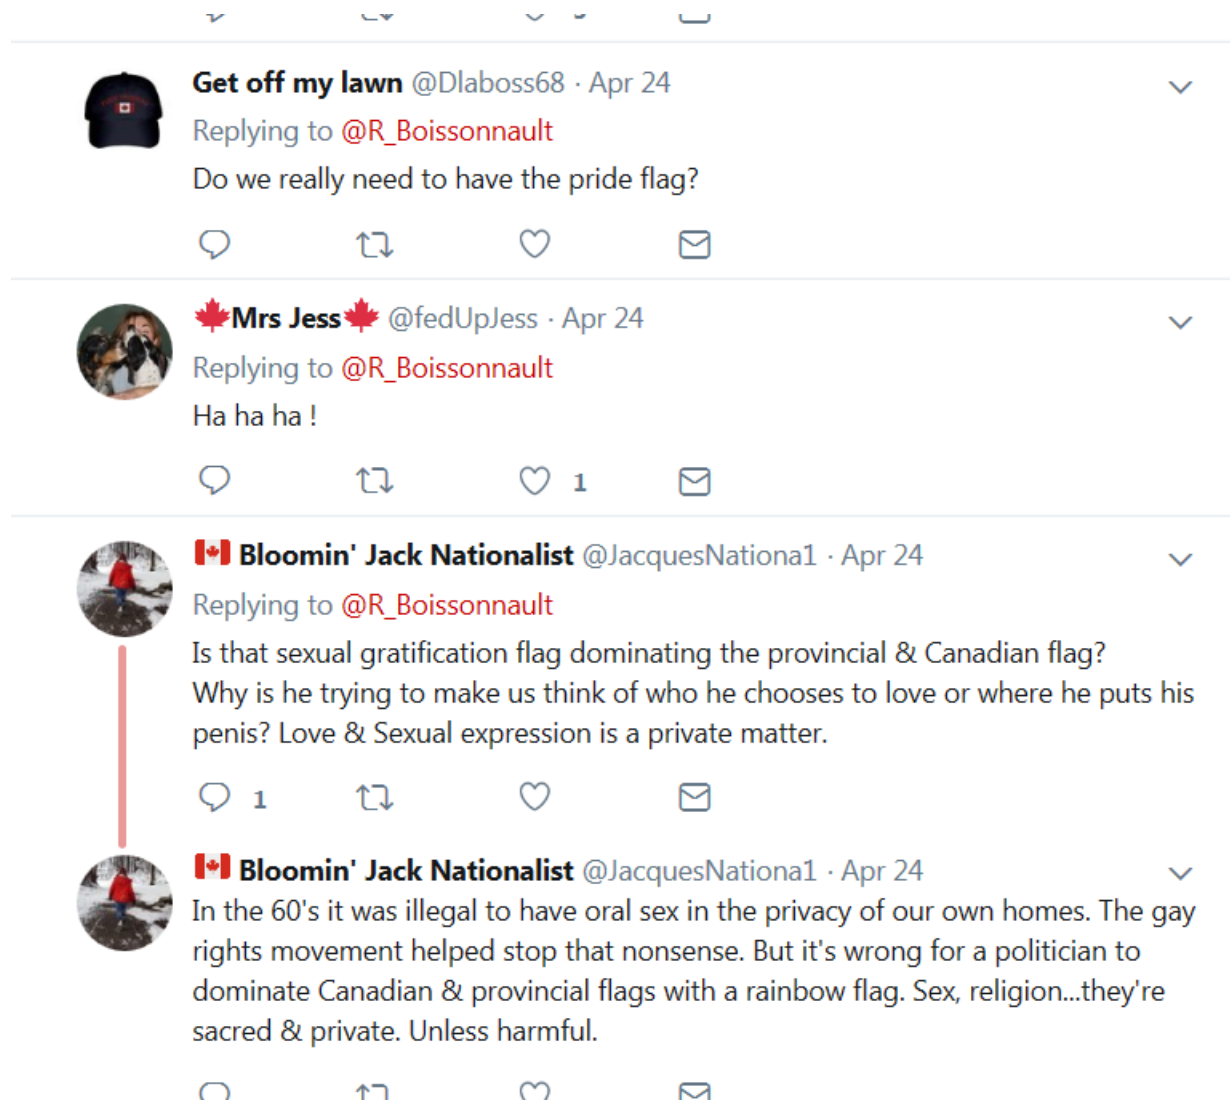 Get off my lawn @Dlaboss68 · Apr 24
Replying to @R_Boissonnault
Do we really need to have the pride flag?
Mrs Jess @fedUpJess · Apr 24
Replying to @R_Boissonnault
Ha ha ha !
1
Bloomin' Jack Nationalist @JacquesNationa1 · Apr 24
Replying to @R_Boissonnault
Is that sexual gratification flag dominating the provincial & Canadian flag?
Why is he trying to make us think of who he chooses to love or where he puts his
penis? Love & Sexual expression is a private matter.
1
Bloomin' Jack Nationalist @JacquesNationa1 · Apr 24
In the 60's it was illegal to have oral sex in the privacy of our own homes. The gay
rights movement helped stop that nonsense. But it's wrong for a politician to
dominate Canadian & provincial flags with a rainbow flag. Sex, religion...they're
sacred & private. Unless harmful.